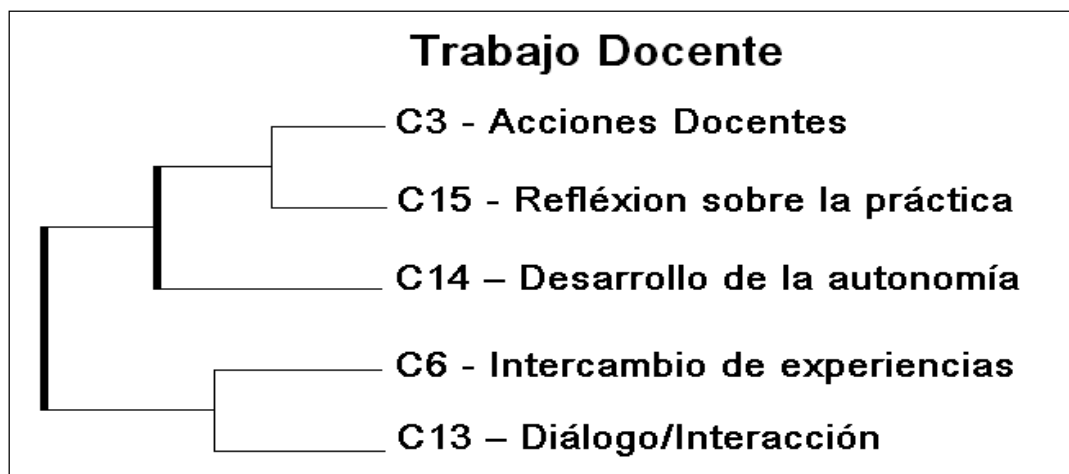 Trabajo Docente
C3 - Acciones Docentes
C15 - Refléxion sobre la práctica
C14 – Desarrollo de la autonomía
C6 - Intercambio de experiencias
C13 – Diálogo/Interacción